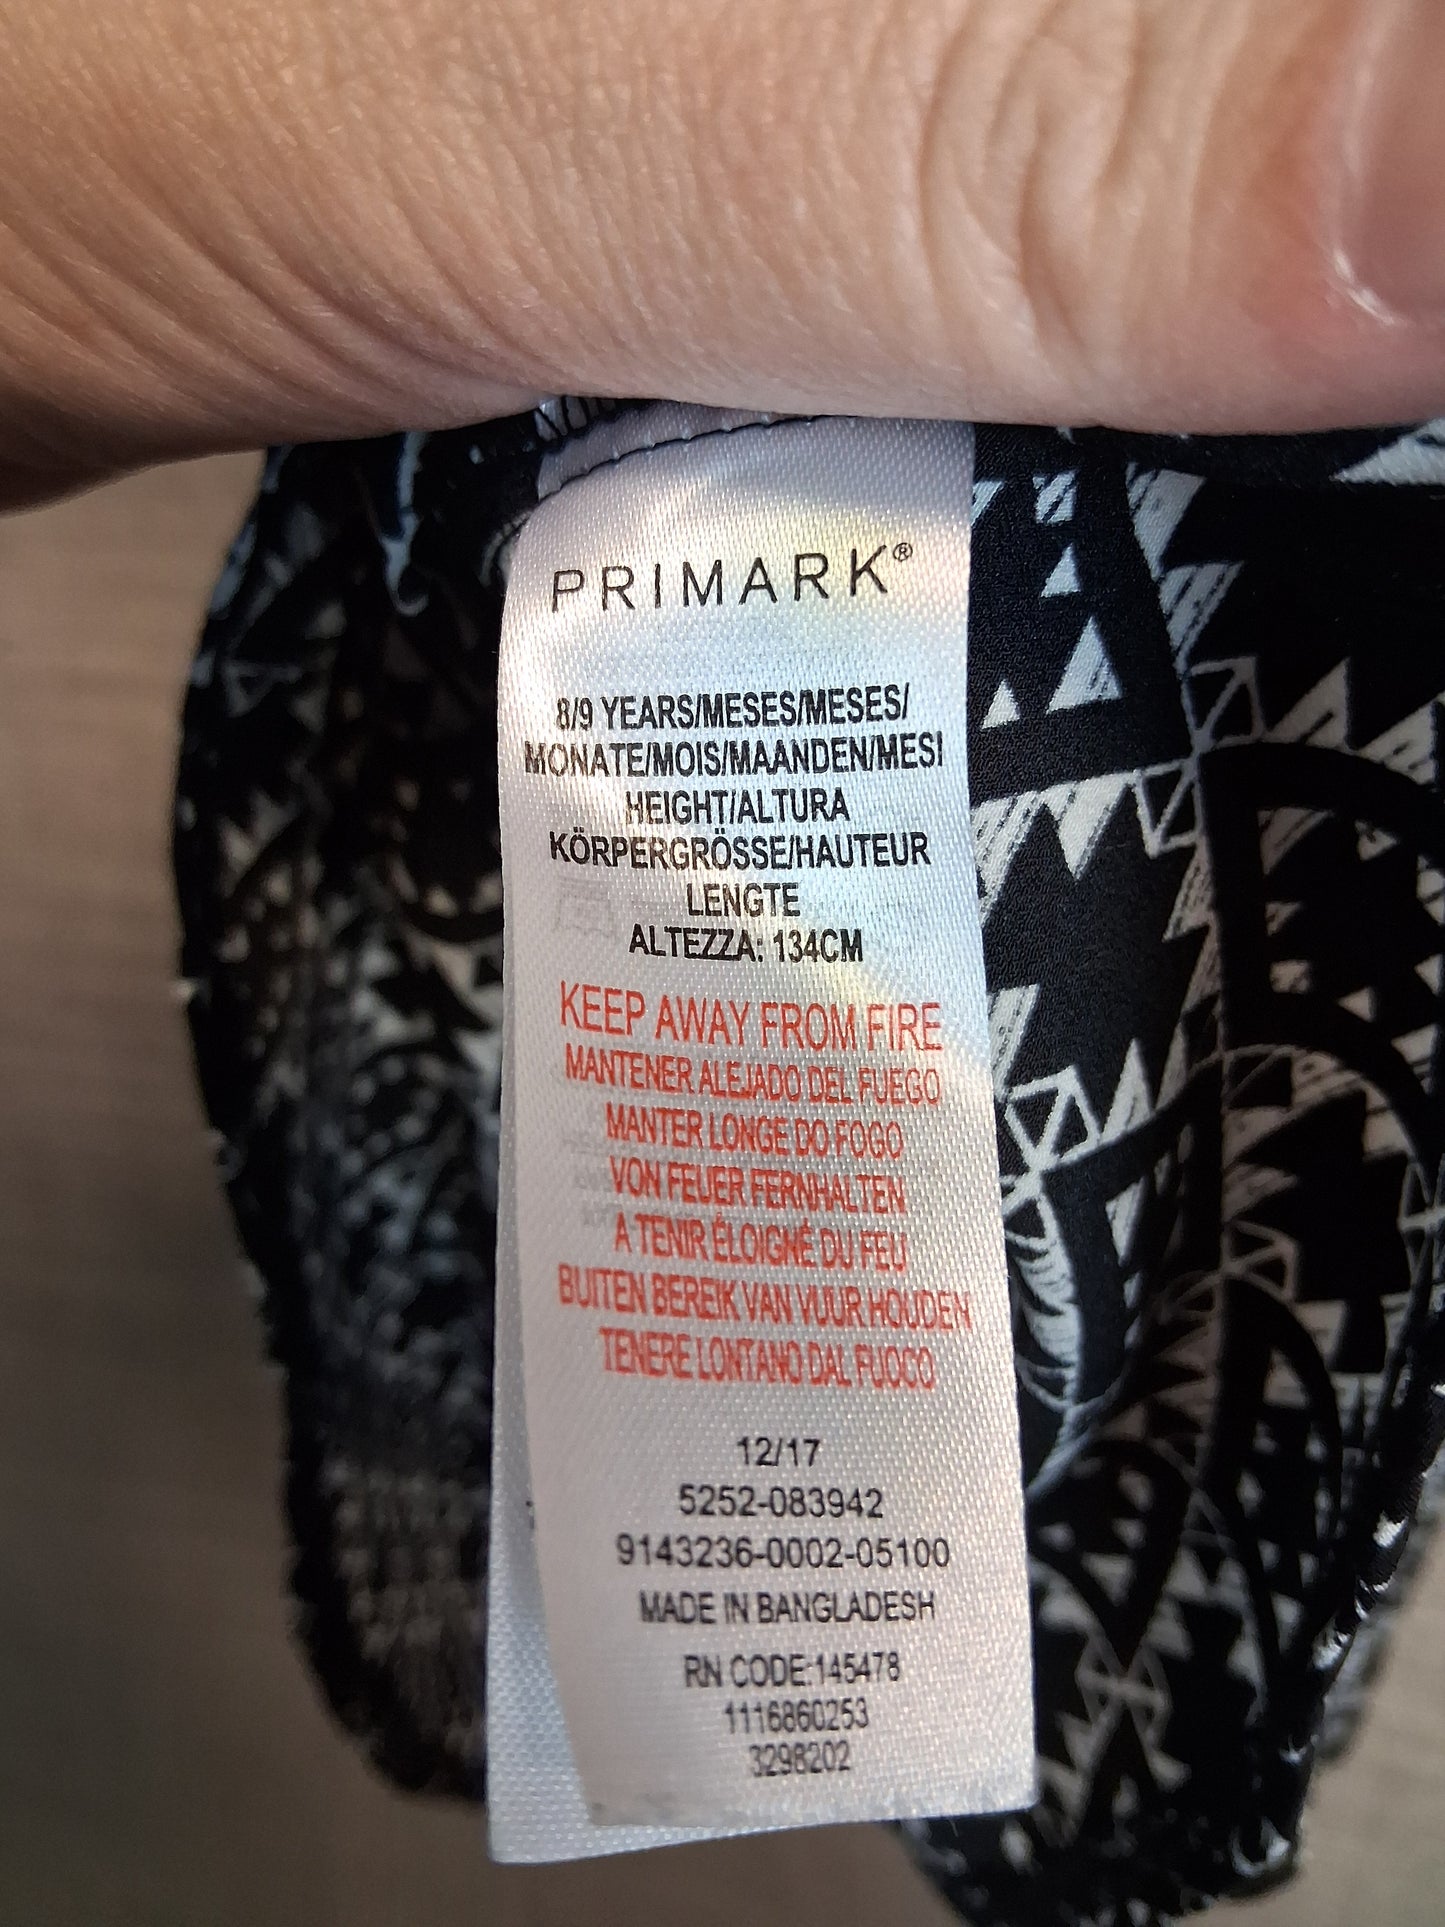 PRIMARK®
8/9 YEARS/MESES/MESES/
MONATE/MOIS/MAANDEN/MESI
HEIGHT/ALTURA
KÖRPERGRÖSSE/HAUTEUR
LENGTE
ALTEZZA: 134CM
KEEP AWAY FROM FIRE
MANTENER ALEJADO DEL FUEGO
MANTER LONGE DO FOGO
VON FEUER FERNHALTEN
A TENIR ÉLOIGNÉ DU FEU
BUITEN BEREIK VAN VUUR HOUDEN
TENERE LONTANO DAL FUOCO
12/17
5252-083942
9143236-0002-05100
MADE IN BANGLADESH
RN CODE:145478
1116860253
3298202